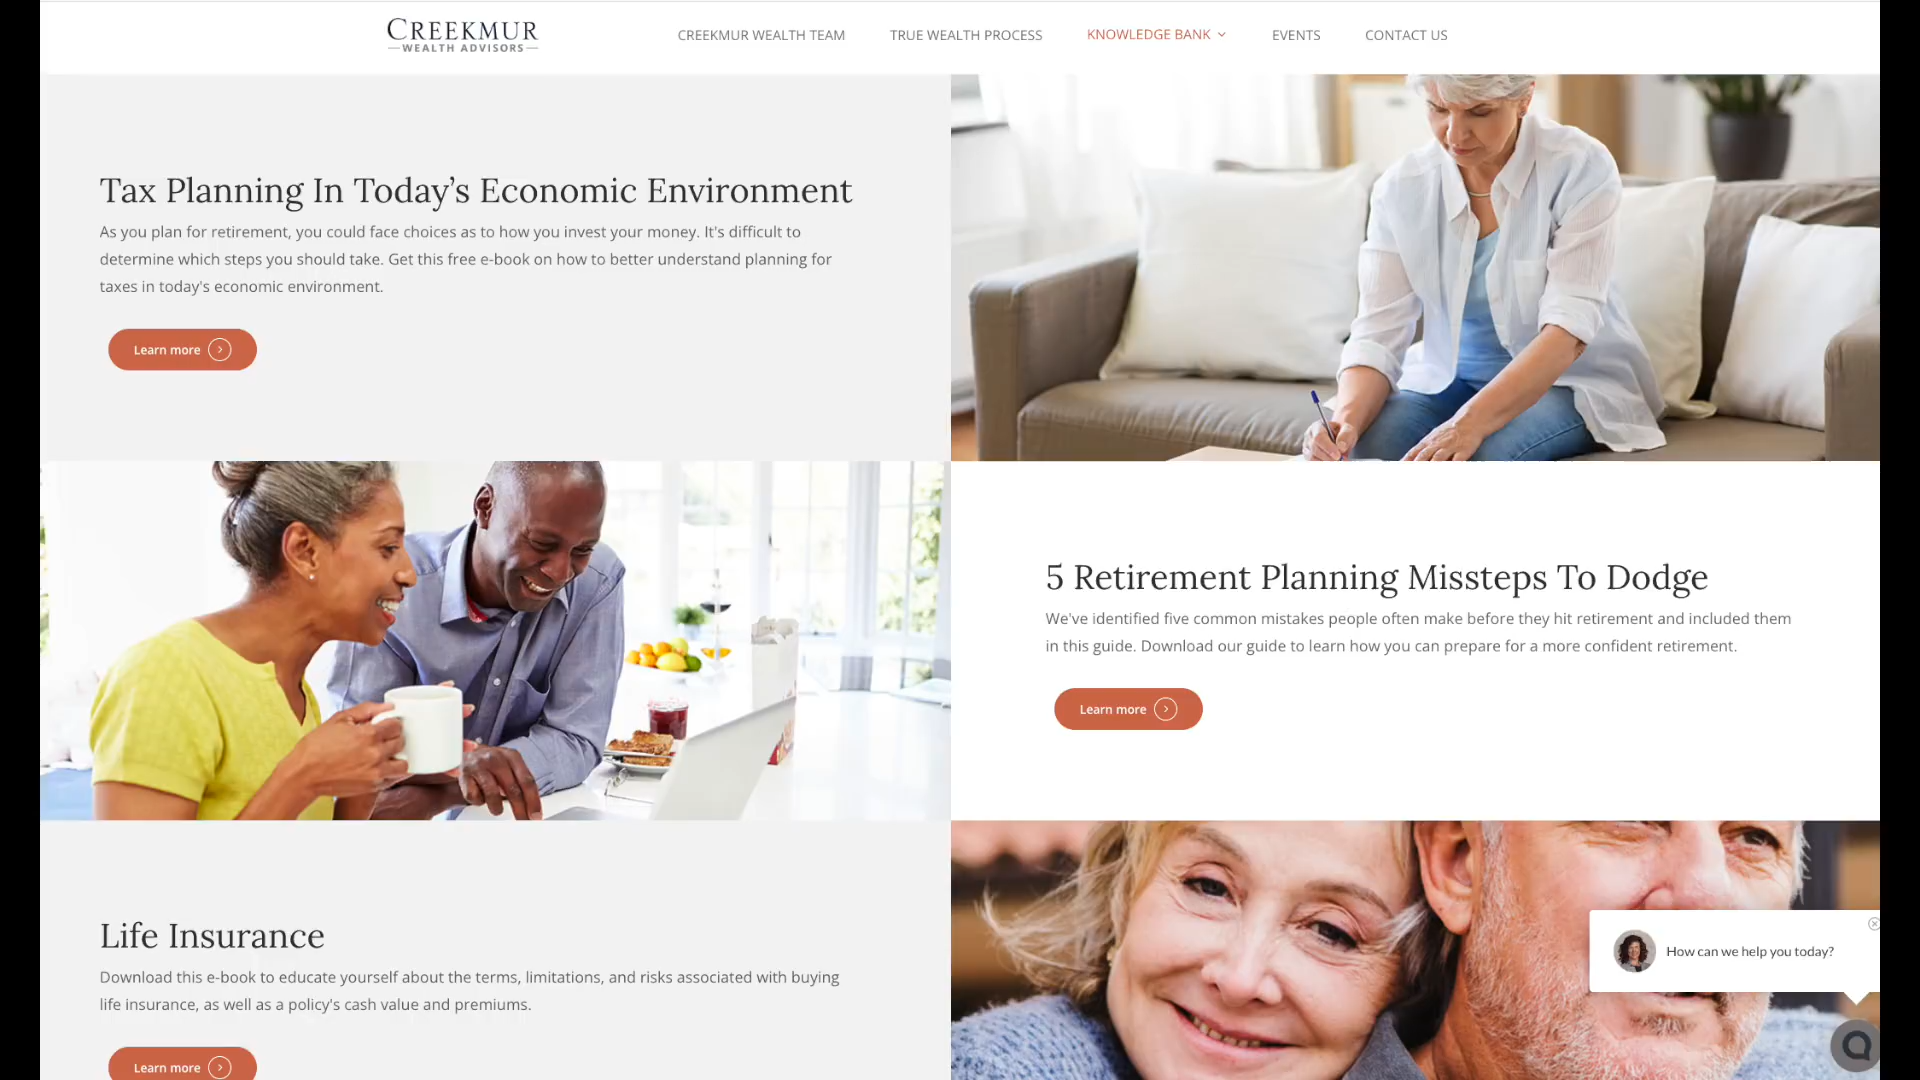 CREEKMUR
WEALTH ADVISORS
CREEKMUR WEALTH TEAM
TRUE WEALTH PROCESS
KNOWLEDGE BANK
EVENTS
CONTACT US
Tax Planning In Today’s Economic Environment
As you plan for retirement, you could face choices as to how you invest your money. It's difficult to
determine which steps you should take. Get this free e-book on how to better understand planning for
taxes in today's economic environment.
Learn more
5 Retirement Planning Missteps To Dodge
We've identified five common mistakes people often make before they hit retirement and included them
in this guide. Download our guide to learn how you can prepare for a more confident retirement.
Learn more
Life Insurance
Download this e-book to educate yourself about the terms, limitations, and risks associated with buying
life insurance, as well as a policy's cash value and premiums.
Learn more
How can we help you today?